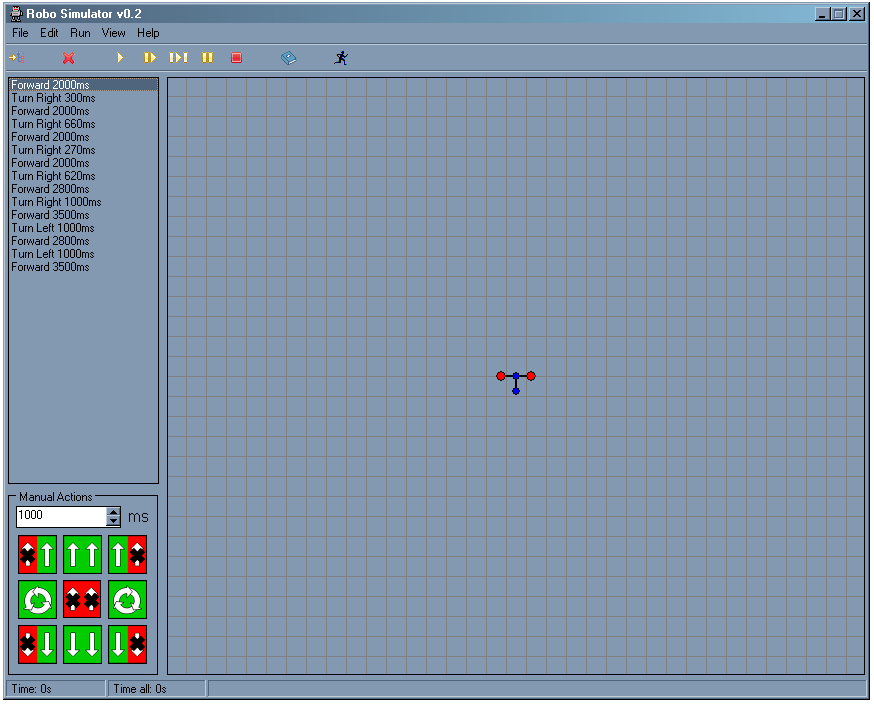 Robo Simulator v0.2
File Edit Run View Help
Forward 2000ms
Turn Right 300ms
Forward 2000ms
Turn Right 660ms
Forward 2000ms
Turn Right 270ms
Forward 2000ms
Turn Right 620ms
Forward 2800ms
Turn Right 1000ms
Forward 3500ms
Turn Left 1000ms
Forward 2800ms
Turn Left 1000ms
Forward 3500ms
Manual Actions
1000 ms
Time: 0s Time all: 0s